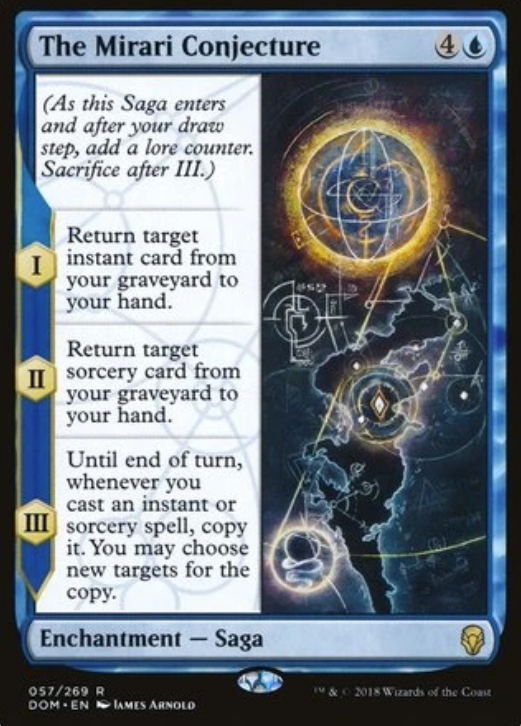 The Mirari Conjecture 4
(As this Saga enters
and after your draw
step, add a lore counter.
Sacrifice after III.)
I
Return target
instant card from
your graveyard to
your hand.
II
Return target
sorcery card from
your graveyard to
your hand.
III
Until end of turn,
whenever you
cast an instant or
sorcery spell, copy
it. You may choose
new targets for the
copy.
Enchantment — Saga
057/269 R
DOM • EN JAMES ARNOLD
™ & © 2018 Wizards of the Coast